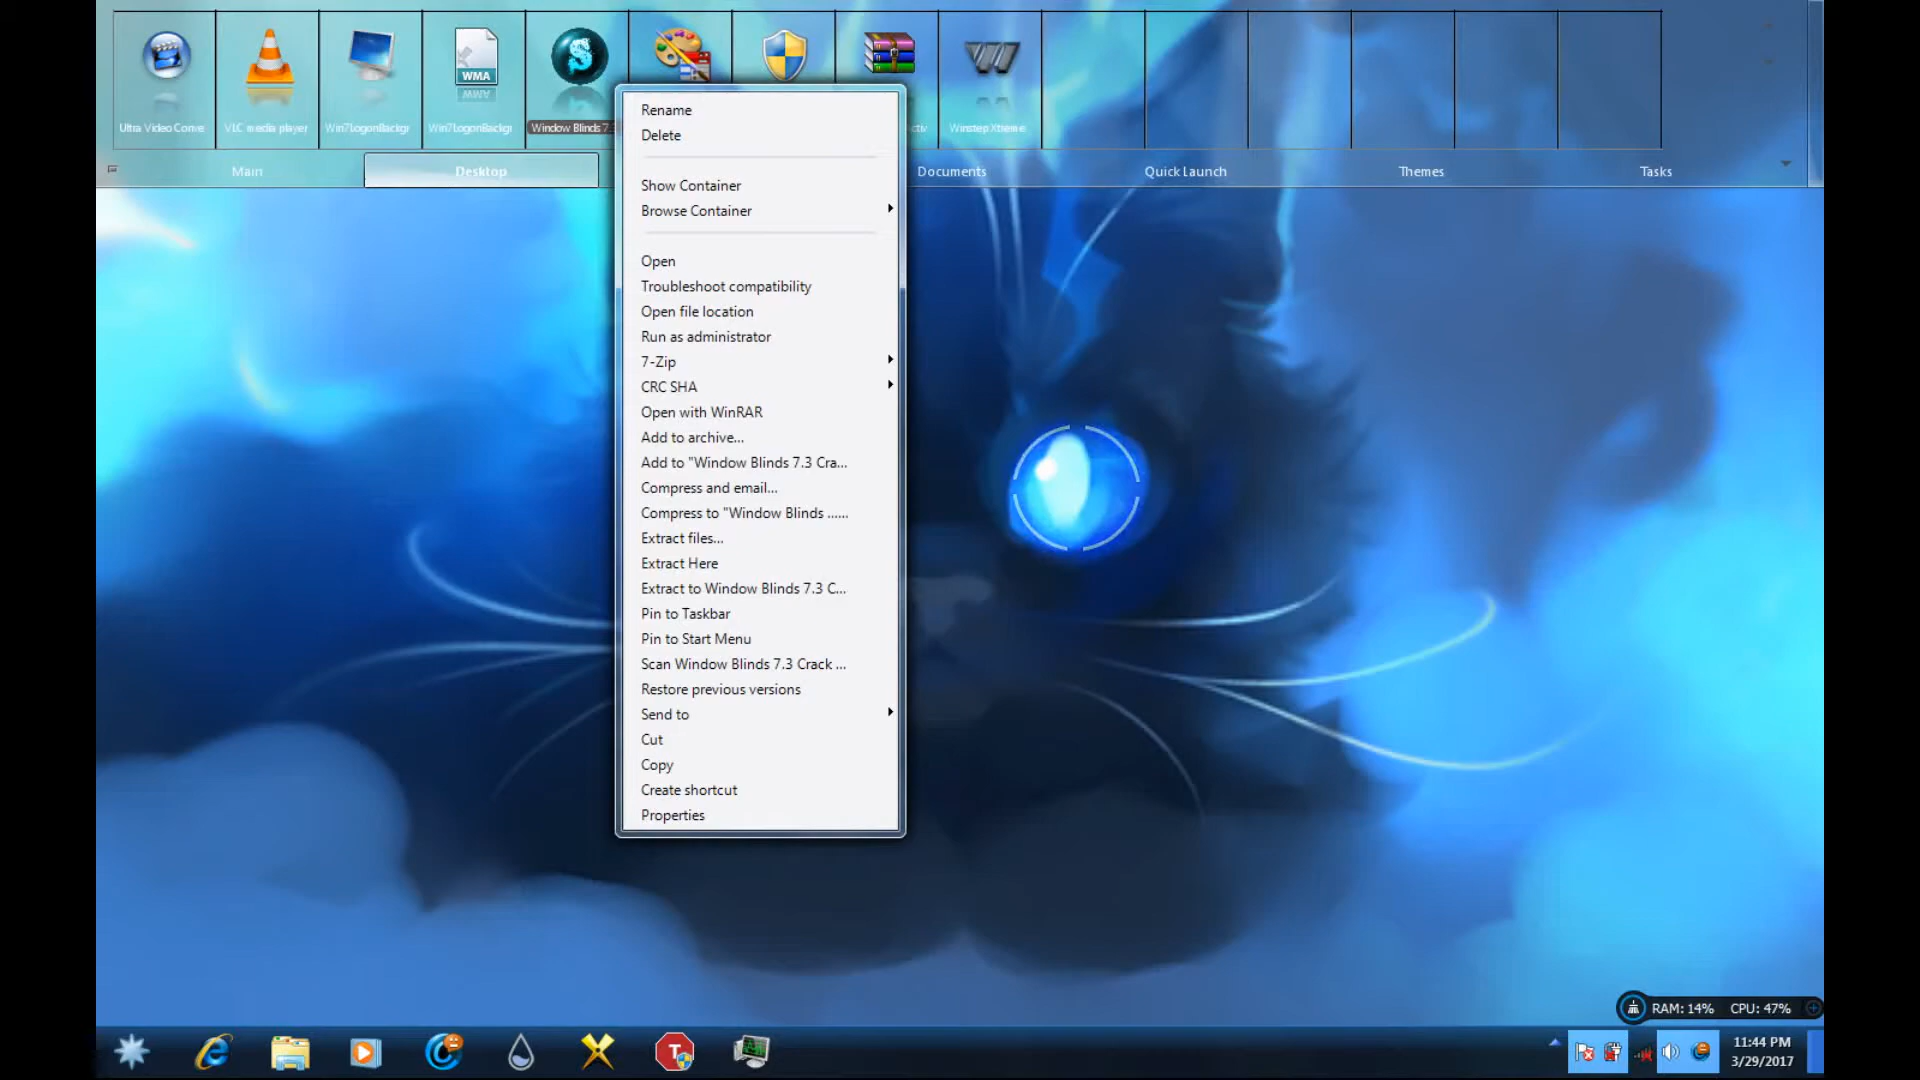 WMA
Ultra Video Conve
VLC media player
Win7LogonBackgr
Win7LogonBackgr
Window Blinds 7.3
ctiv
Winstep Xtreme
Main
Desktop
Documents
Quick Launch
Themes
Tasks
Rename
Delete
Show Container
Browse Container
Open
Troubleshoot compatibility
Open file location
Run as administrator
7-Zip
CRC SHA
Open with WinRAR
Add to archive...
Add to "Window Blinds 7.3 Cra...
Compress and email...
Compress to "Window Blinds ......
Extract files...
Extract Here
Extract to Window Blinds 7.3 C...
Pin to Taskbar
Pin to Start Menu
Scan Window Blinds 7.3 Crack ...
Restore previous versions
Send to
Cut
Copy
Create shortcut
Properties
RAM: 14% CPU: 47%
11:44 PM
3/29/2017